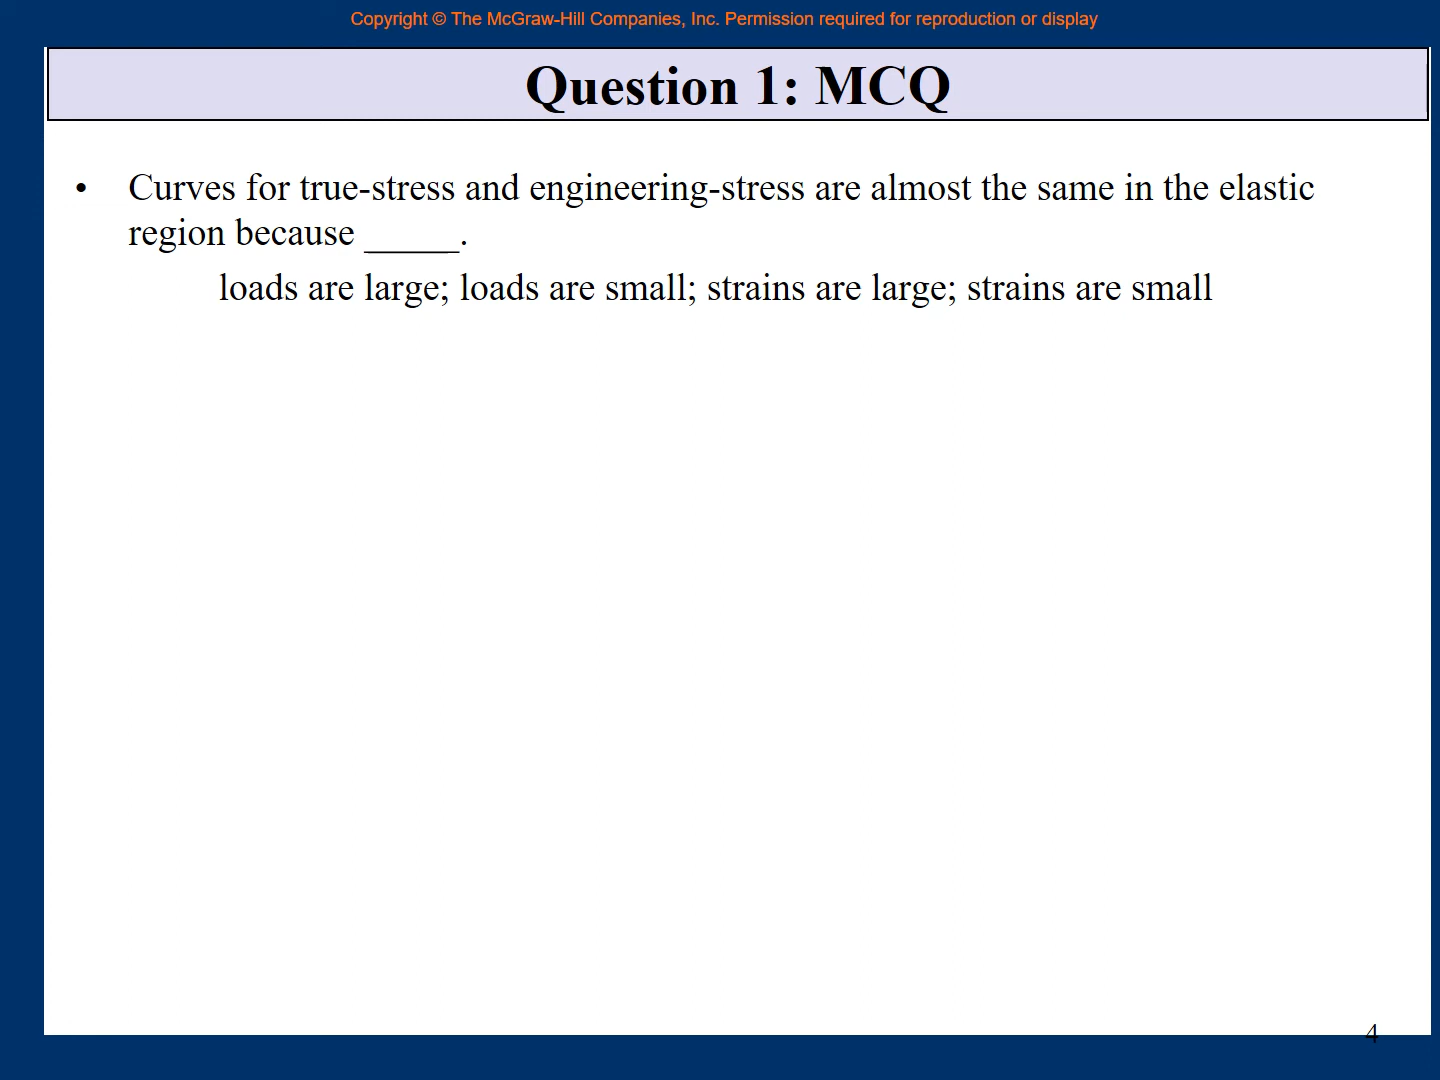 Copyright © The McGraw-Hill Companies, Inc. Permission required for reproduction or display
Question 1: MCQ
• Curves for true-stress and engineering-stress are almost the same in the elastic
region because _____.
loads are large; loads are small; strains are large; strains are small
4